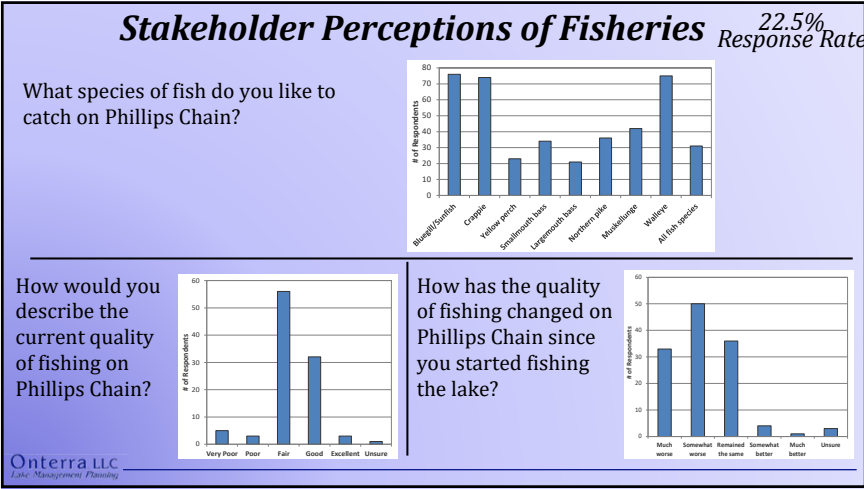 Stakeholder Perceptions of Fisheries
22.5%
Response Rate
What species of fish do you like to
catch on Phillips Chain?
80
70
60
50
40
30
20
10
0
# of Respondents
Bluegill/Sunfish
Crappie
Yellow perch
Smallmouth bass
Largemouth bass
Northern pike
Muskellunge
Walleye
All fish species
How would you
describe the
current quality
of fishing on
Phillips Chain?
60
50
40
30
20
10
0
# of Respondents
Very Poor Poor Fair Good Excellent Unsure
How has the quality
of fishing changed on
Phillips Chain since
you started fishing
the lake?
60
50
40
30
20
10
0
# of Respondents
Much Somewhat Remained Somewhat Much Unsure
worse worse the same better better
Onterra LLC
Lake Management Planning